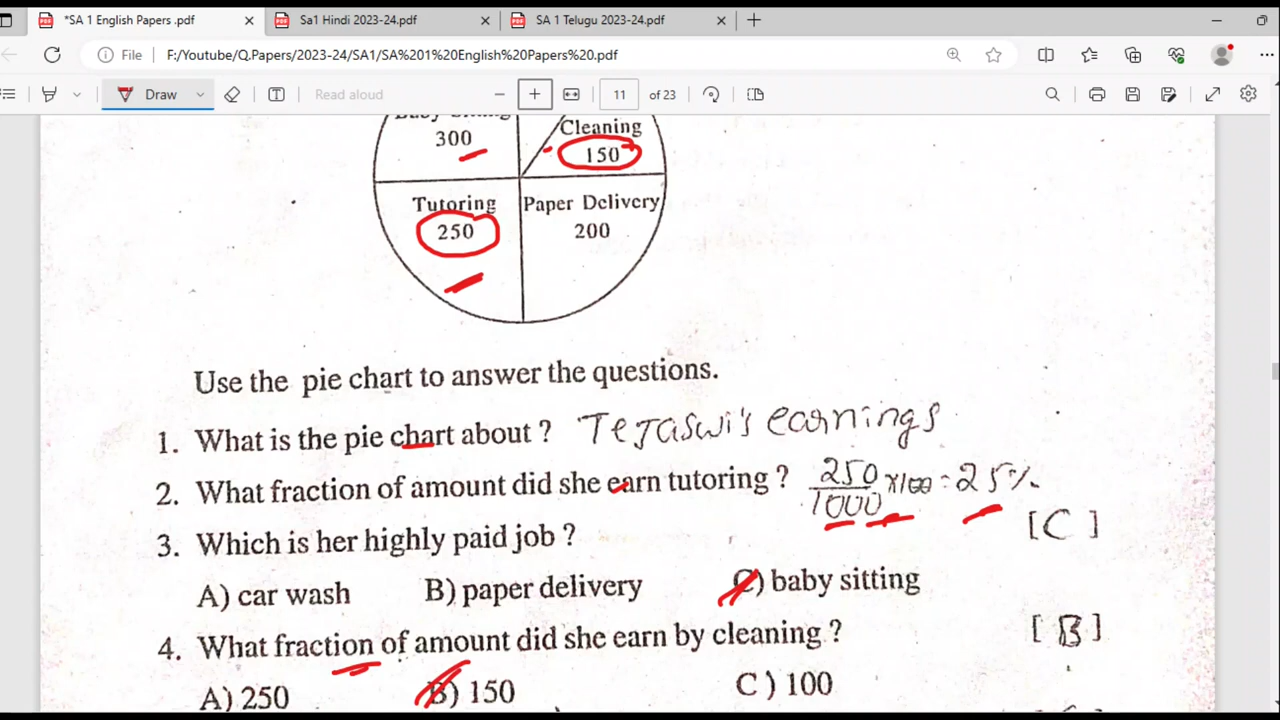 *SA 1 English Papers .pdf
Sa1 Hindi 2023-24.pdf
SA 1 Telugu 2023-24.pdf
File
F:/Youtube/Q.Papers/2023-24/SA1/SA%201%20English%20Papers%20.pdf
Draw
Read aloud
11 of 23
300
Cleaning
150
Tutoring
250
Paper Delivery
200
Use the pie chart to answer the questions.
1. What is the pie chart about ? Tejaswi's earnings
2. What fraction of amount did she earn tutoring ? 250/1000 x100 = 25%
3. Which is her highly paid job ? [C]
A) car wash B) paper delivery C) baby sitting
4. What fraction of amount did she earn by cleaning ? [B]
A) 250 B) 150 C ) 100